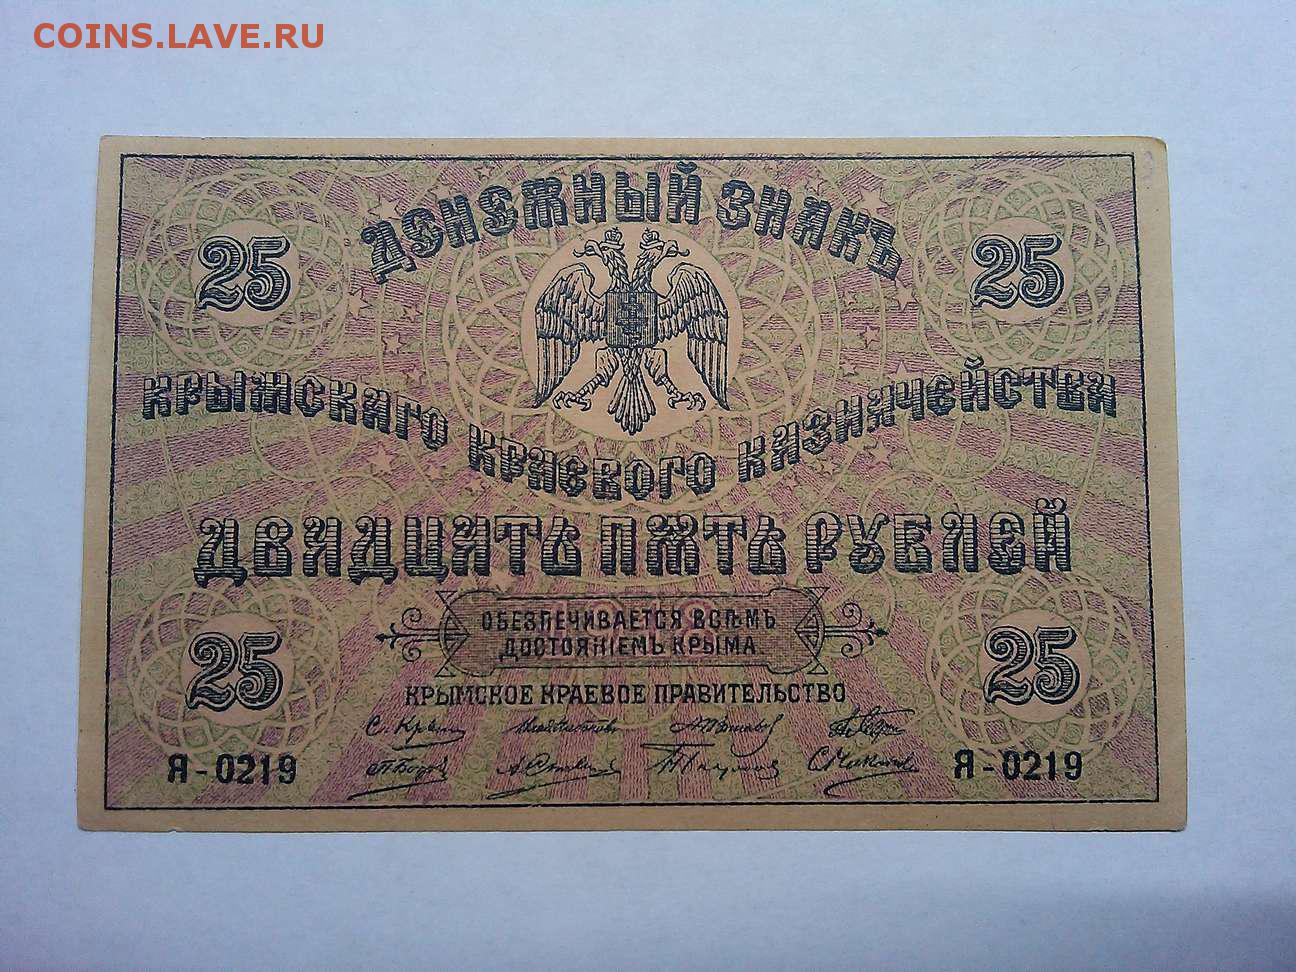 COINS.LAVE.RU
ДЕНЕЖНЫЙ ЗНАКЪ
25 25
КРЫМСКАГО КРАЕВОГО КАЗНАЧЕЙСТВА
ДВАДЦАТЬ ПЯТЬ РУБЛЕЙ
ОБЕЗПЕЧИВАЕТСЯ ВСѢМЪ
ДОСТОЯНІЕМЪ КРЫМА
25 25
КРЫМСКОЕ КРАЕВОЕ ПРАВИТЕЛЬСТВО
Я-0219 Я-0219